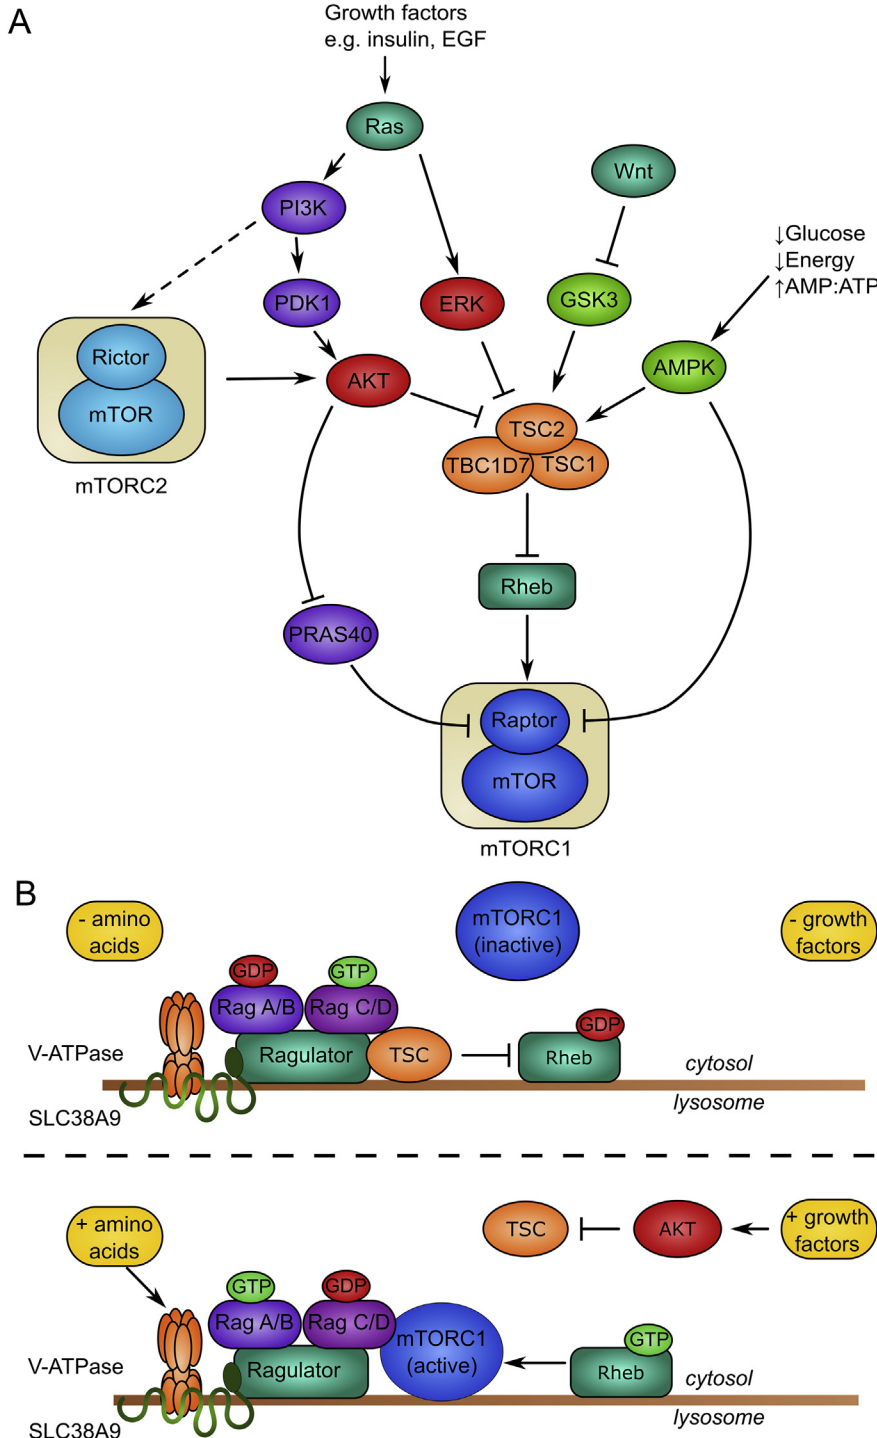 A
Growth factors
e.g. insulin, EGF
Ras
Wnt
PI3K
↓Glucose
↓Energy
↑AMP:ATP
PDK1
ERK
GSK3
Rictor
mTOR
mTORC2
AKT
AMPK
TSC2
TBC1D7
TSC1
Rheb
PRAS40
Raptor
mTOR
mTORC1
B
- amino
acids
mTORC1
(inactive)
- growth
factors
GDP
GTP
Rag A/B
Rag C/D
GDP
V-ATPase
Ragulator
TSC
Rheb
cytosol
lysosome
SLC38A9
+ amino
acids
TSC
AKT
+ growth
factors
GTP
GDP
Rag A/B
Rag C/D
mTORC1
(active)
GTP
V-ATPase
Ragulator
Rheb
cytosol
lysosome
SLC38A9